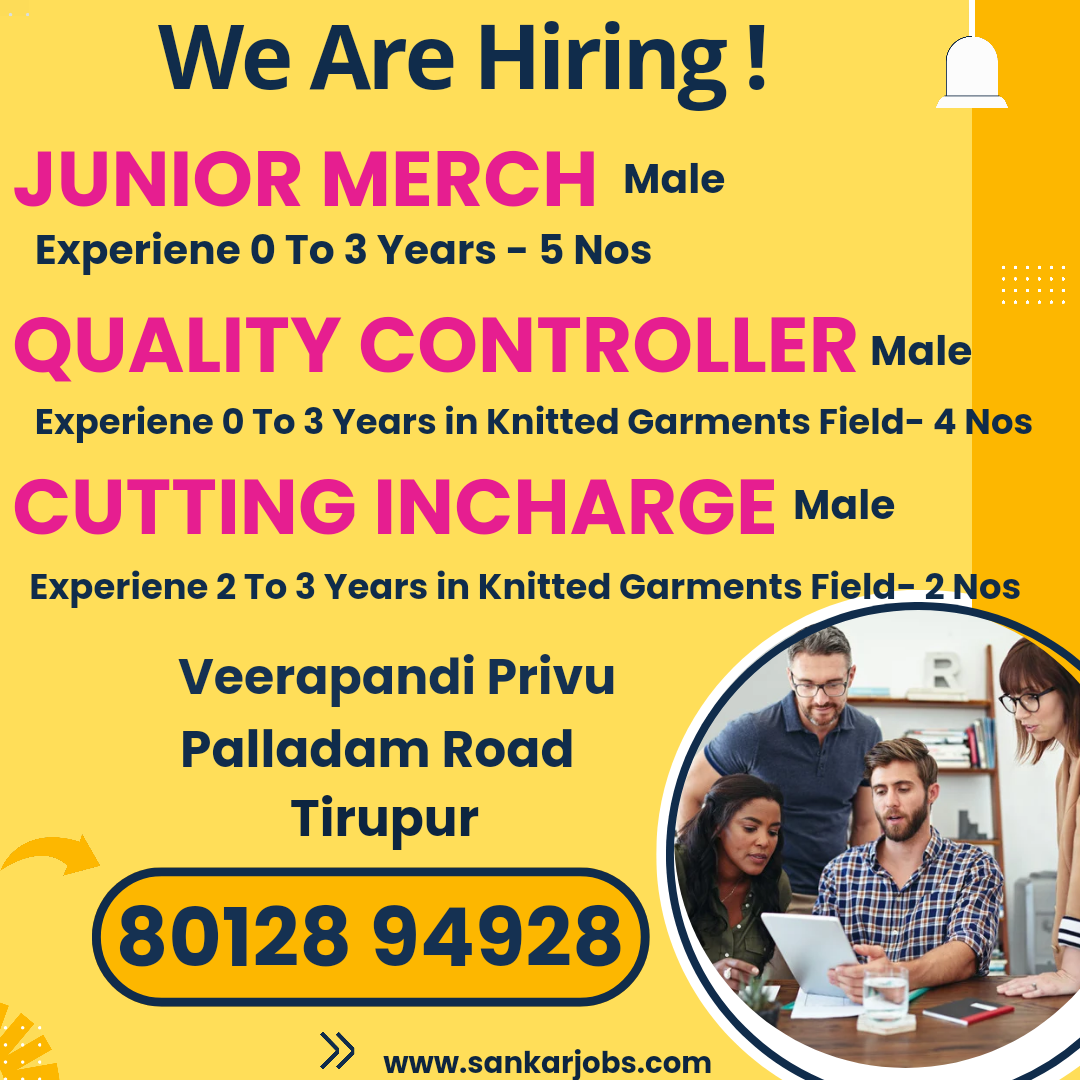 We Are Hiring !
JUNIOR MERCH Male
Experiene 0 To 3 Years - 5 Nos
QUALITY CONTROLLER Male
Experiene 0 To 3 Years in Knitted Garments Field- 4 Nos
CUTTING INCHARGE Male
Experiene 2 To 3 Years in Knitted Garments Field- 2 Nos
Veerapandi Privu
Palladam Road
Tirupur
R
80128 94928
www.sankarjobs.com